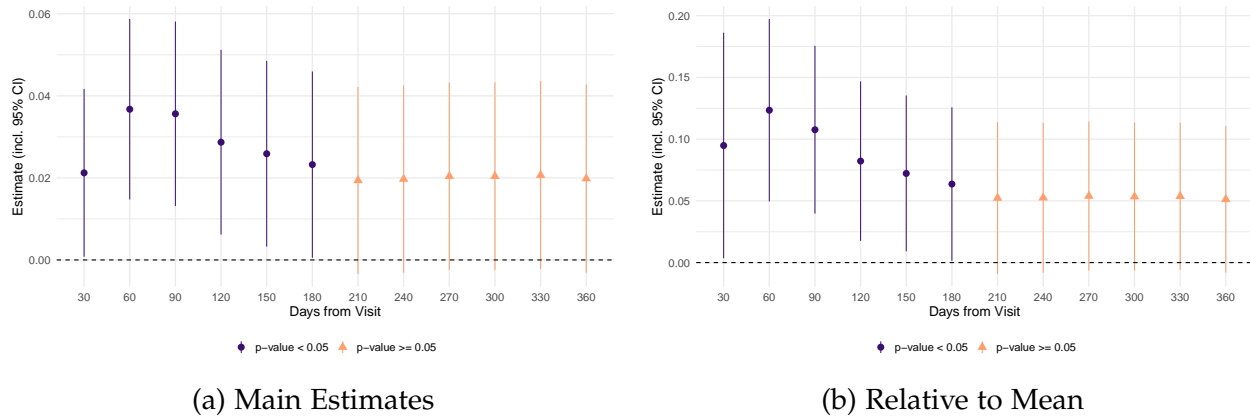 0.06
0.04
0.02
0.00
Estimate (incl. 95% CI)
30 60 90 120 150 180 210 240 270 300 330 360
Days from Visit
p−value < 0.05 p−value >= 0.05
(a) Main Estimates
0.20
0.15
0.10
0.05
0.00
Estimate (incl. 95% CI)
30 60 90 120 150 180 210 240 270 300 330 360
Days from Visit
p−value < 0.05 p−value >= 0.05
(b) Relative to Mean